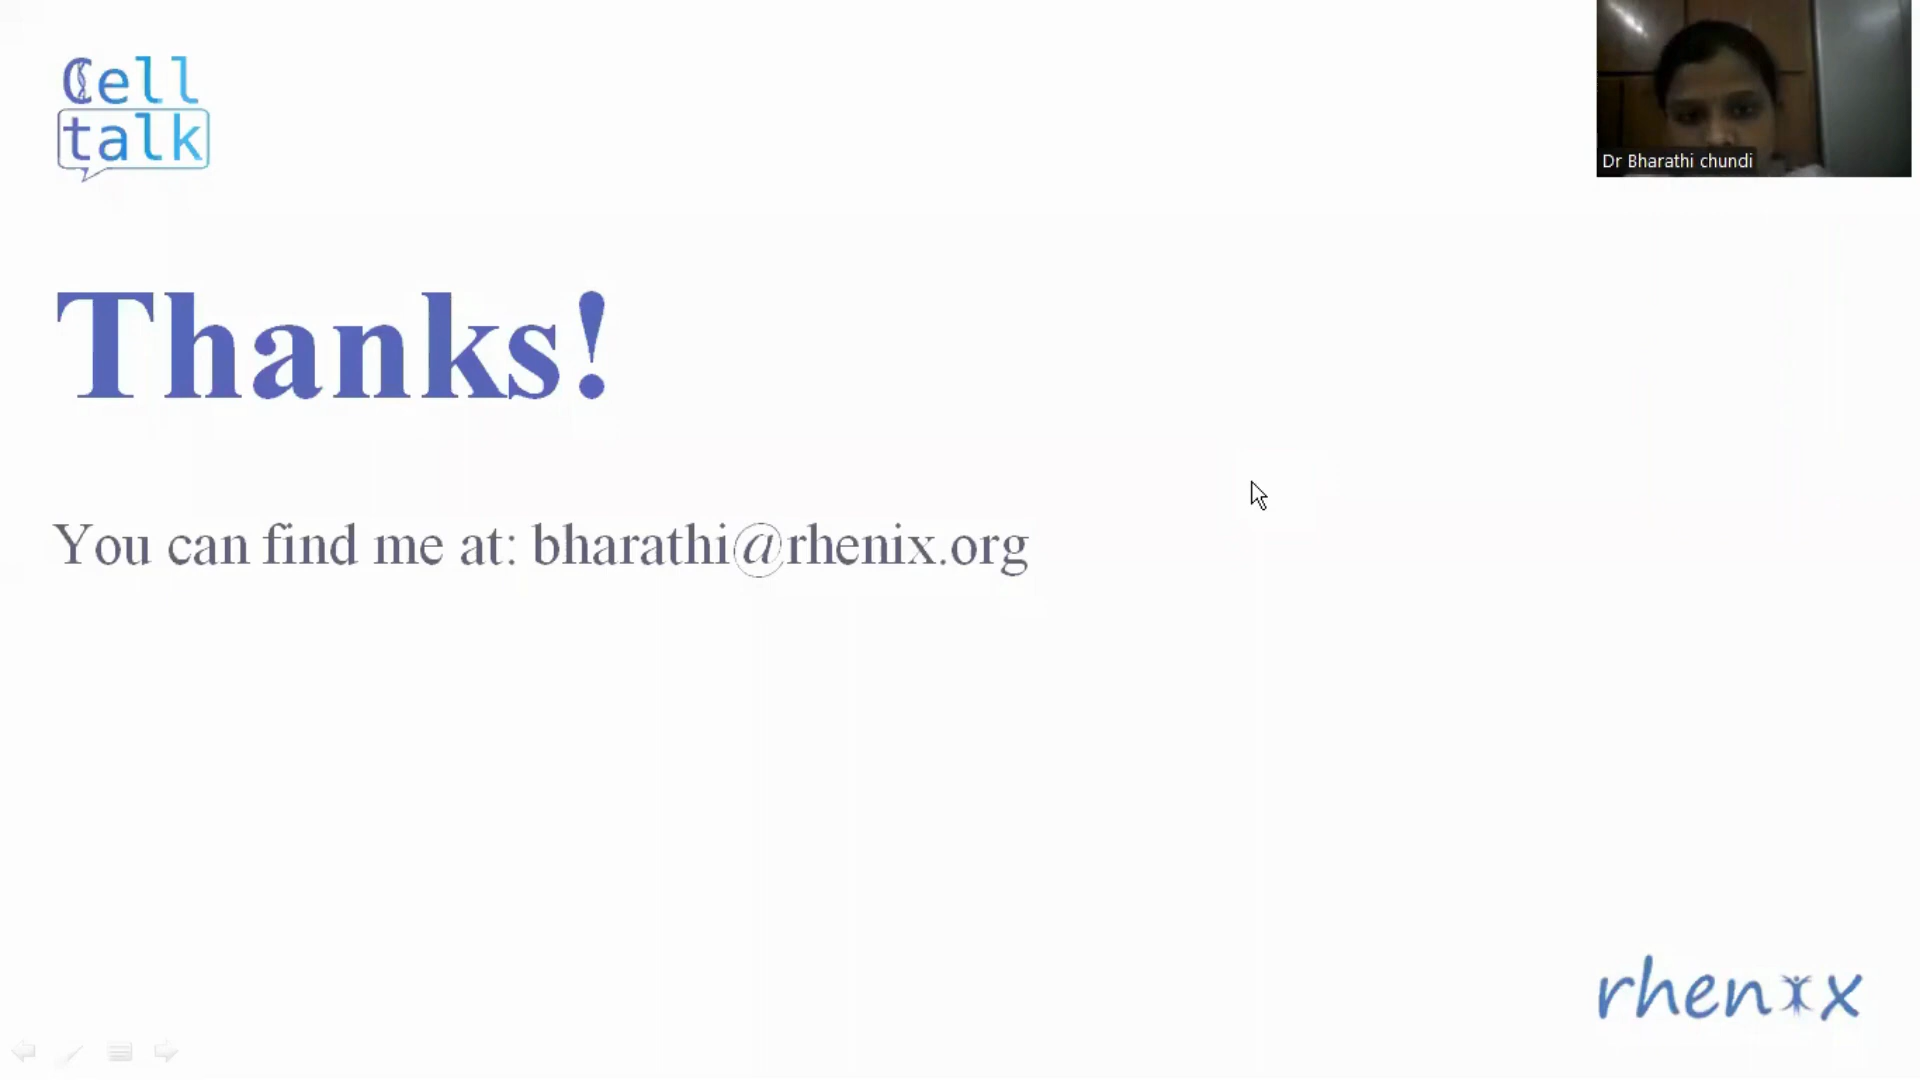 Cell
talk
Dr Bharathi chundi
Thanks!
You can find me at: bharathi@rhenix.org
rhenix